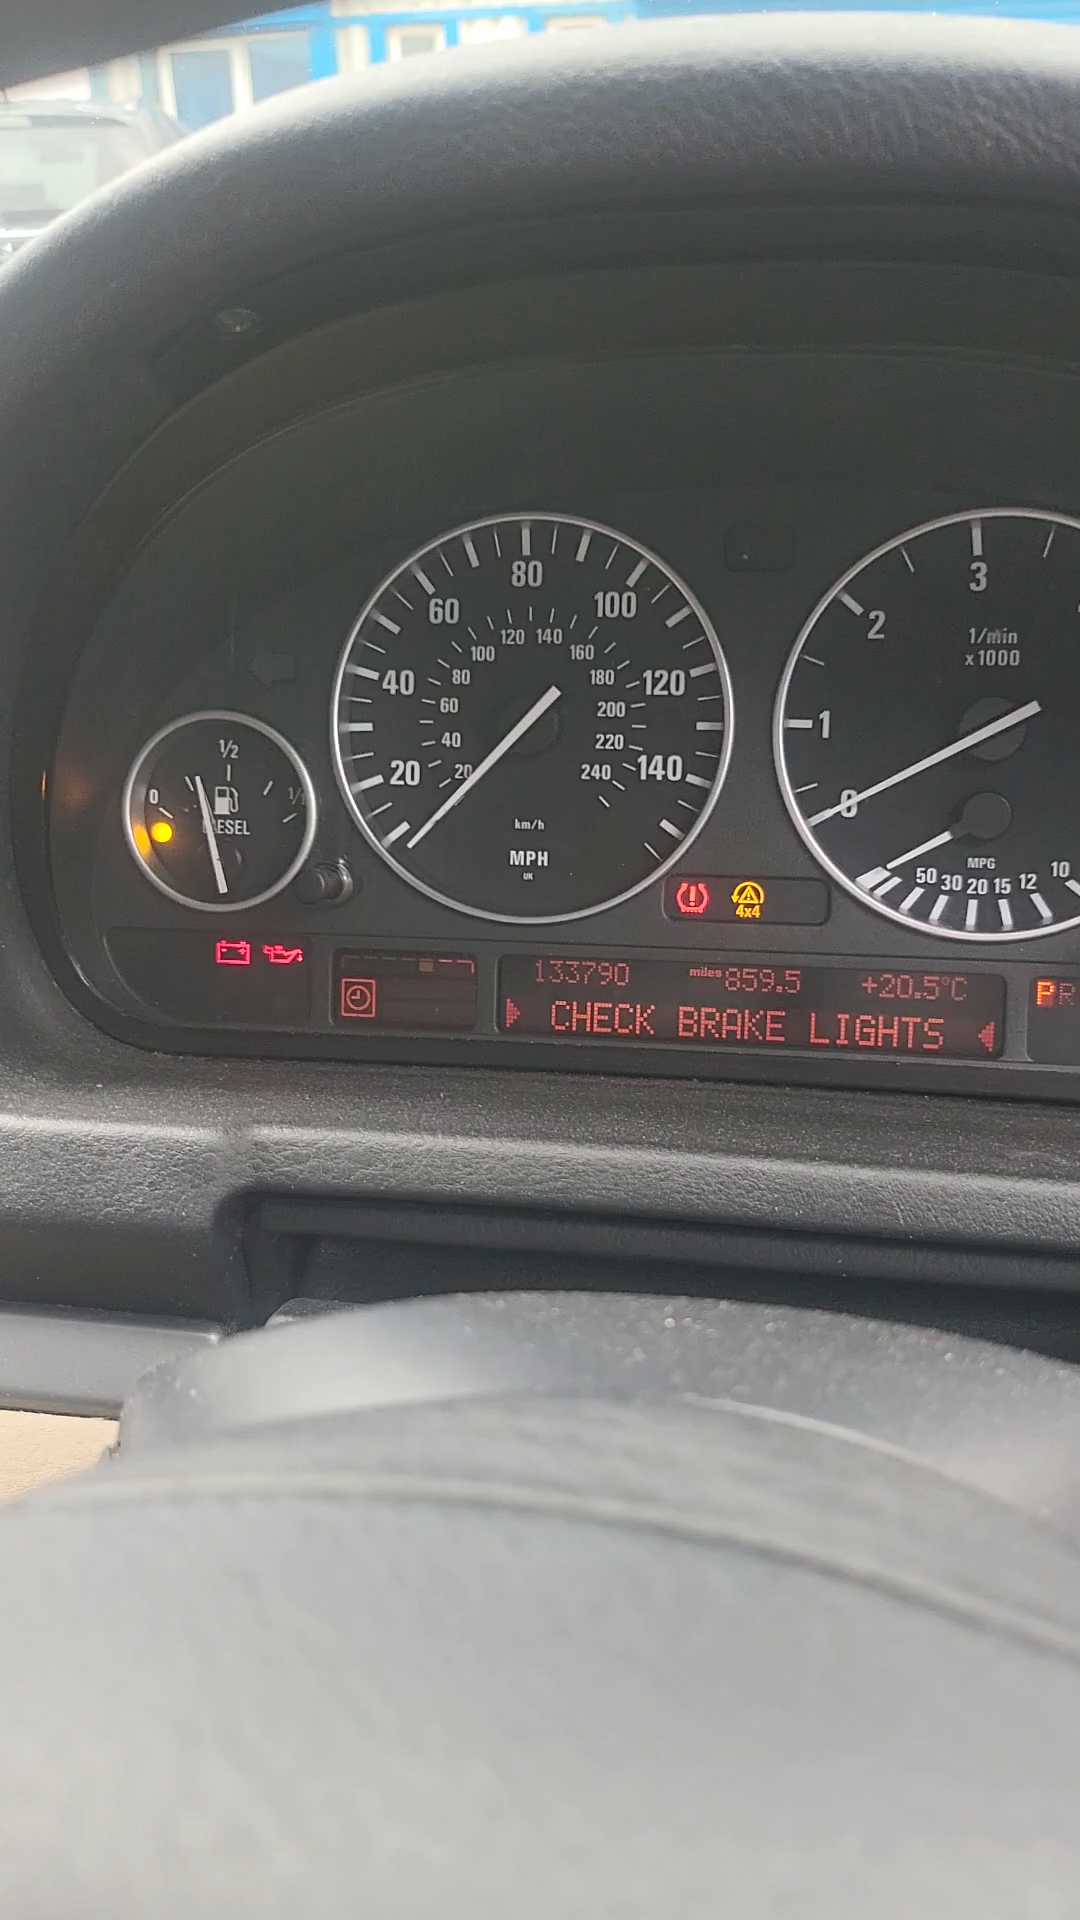 80
60
100
40
120
20
140
120 140
100
160
80
180
60
200
40
220
20
240
km/h
MPH
UK
1/2
0
DIESEL
3
2
1/min
x1000
1
0
MPG
50 30 20 15 12 10
4x4
133790 miles 859.5 +20.5°C
CHECK BRAKE LIGHTS
P R